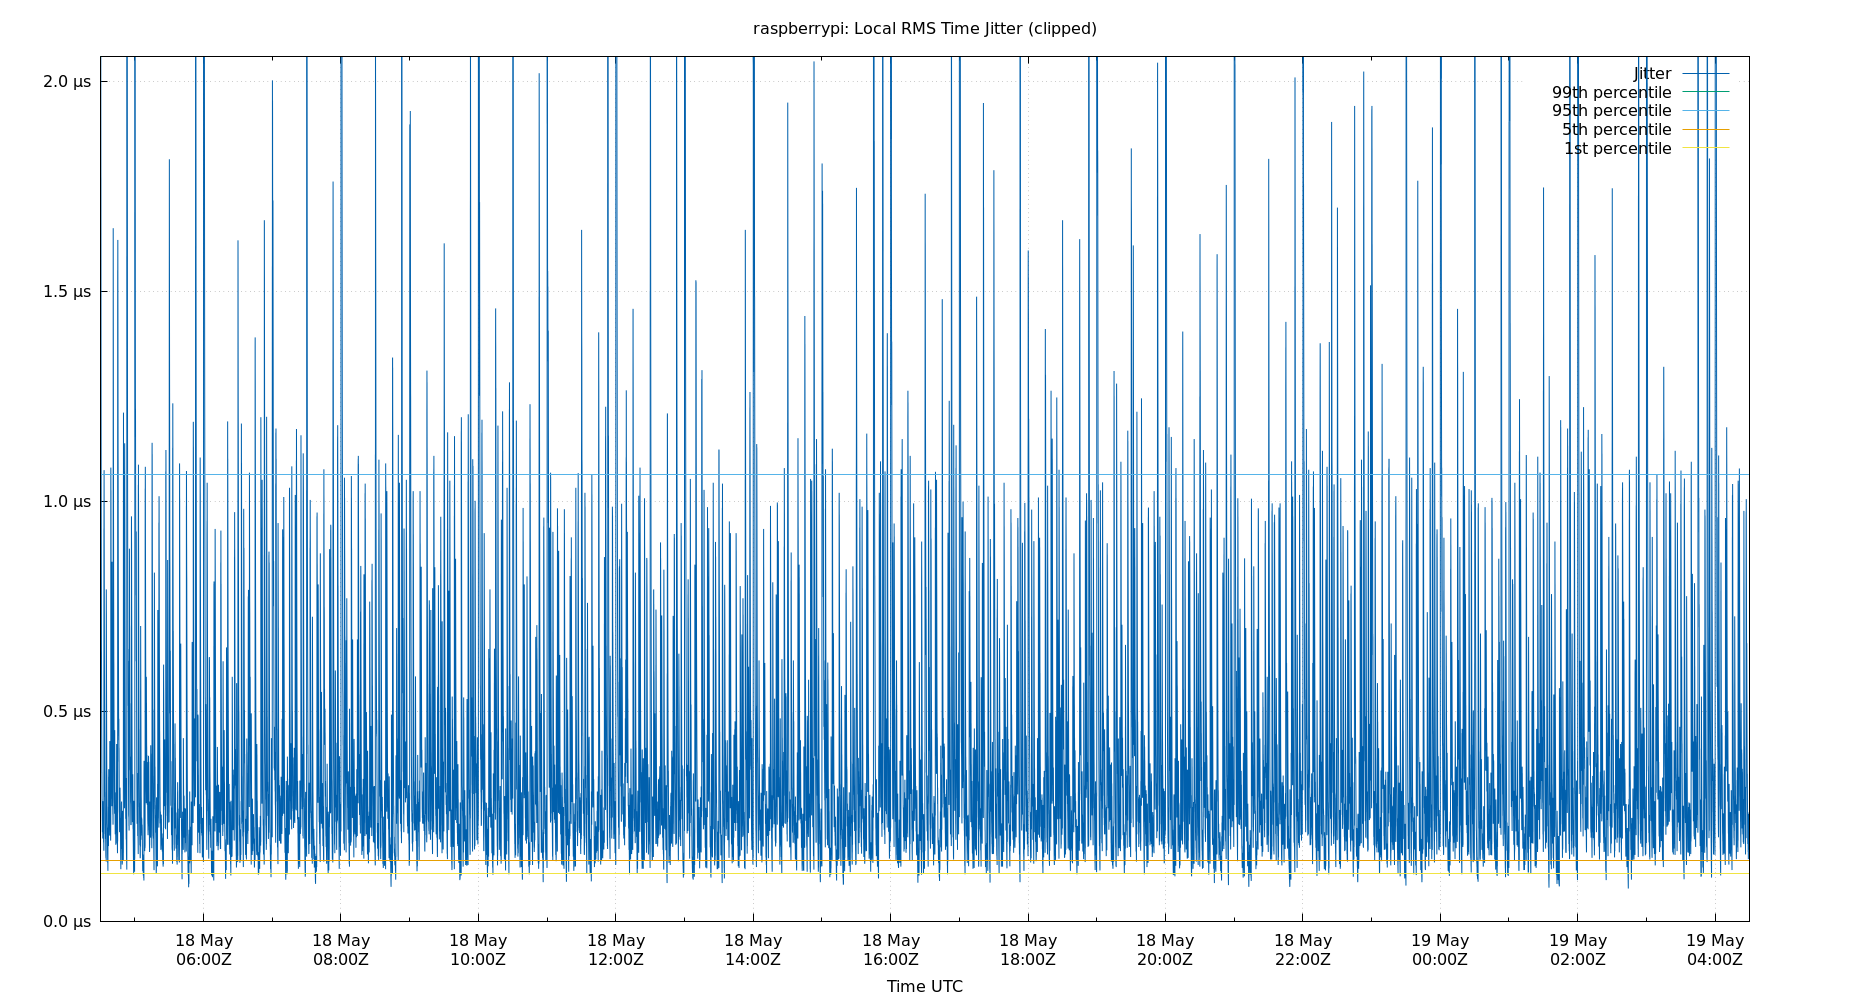 raspberrypi: Local RMS Time Jitter (clipped)
Jitter
99th percentile
95th percentile
5th percentile
1st percentile
2.0 µs
1.5 µs
1.0 µs
0.5 µs
0.0 µs
18 May 18 May 18 May 18 May 18 May 18 May 18 May 18 May 18 May 19 May 19 May 19 May
06:00Z 08:00Z 10:00Z 12:00Z 14:00Z 16:00Z 18:00Z 20:00Z 22:00Z 00:00Z 02:00Z 04:00Z
Time UTC